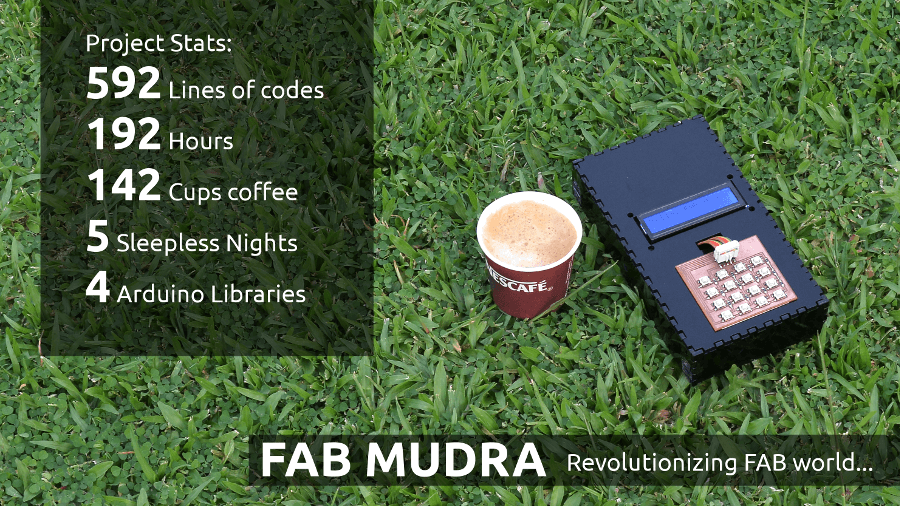 Project Stats:
592 Lines of codes
192 Hours
142 Cups coffee
5 Sleepless Nights
4 Arduino Libraries
NESCAFÉ®
FAB MUDRA Revolutionizing FAB world...